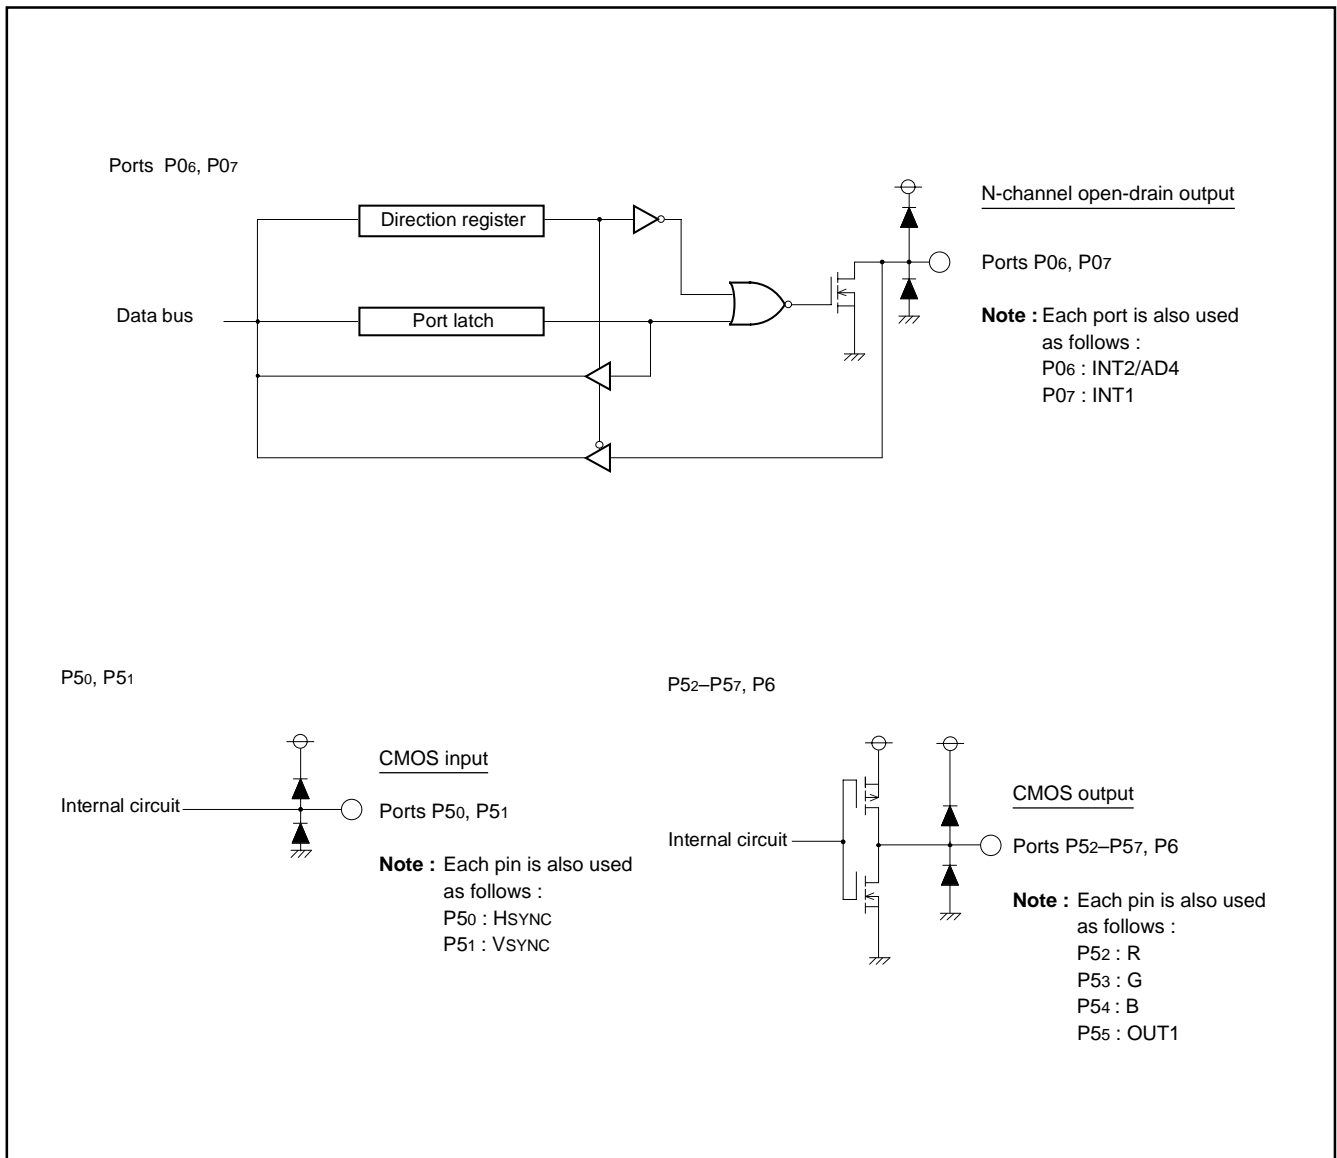 Ports P06, P07
Direction register
Data bus
Port latch
N-channel open-drain output
Ports P06, P07
Note : Each port is also used
as follows :
P06 : INT2/AD4
P07 : INT1
P50, P51
Internal circuit
CMOS input
Ports P50, P51
Note : Each pin is also used
as follows :
P50 : HSYNC
P51 : VSYNC
P52–P57, P6
Internal circuit
CMOS output
Ports P52–P57, P6
Note : Each pin is also used
as follows :
P52 : R
P53 : G
P54 : B
P55 : OUT1